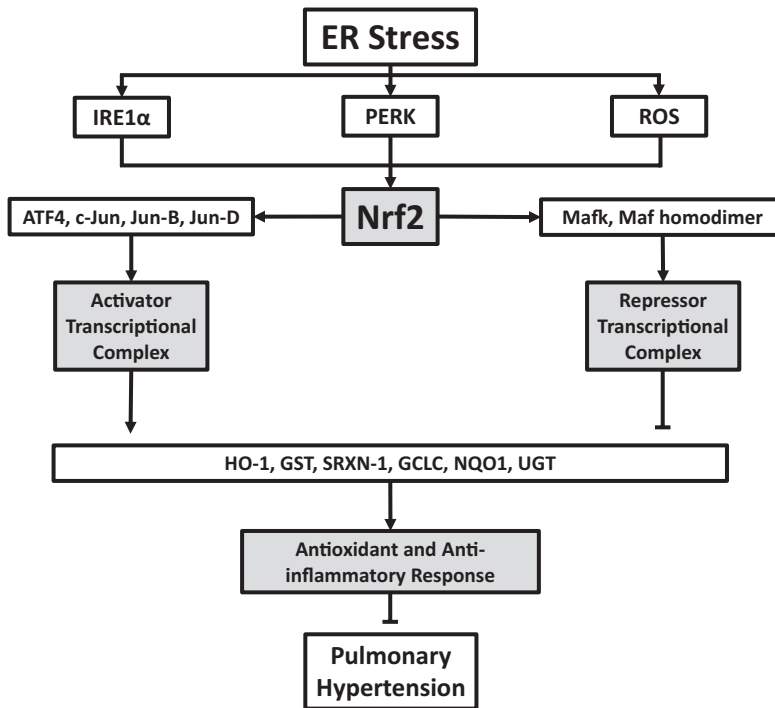 ER Stress
IRE1α
PERK
ROS
ATF4, c-Jun, Jun-B, Jun-D
Nrf2
Mafk, Maf homodimer
Activator
Transcriptional
Complex
Repressor
Transcriptional
Complex
HO-1, GST, SRXN-1, GCLC, NQO1, UGT
Antioxidant and Anti-
inflammatory Response
Pulmonary
Hypertension